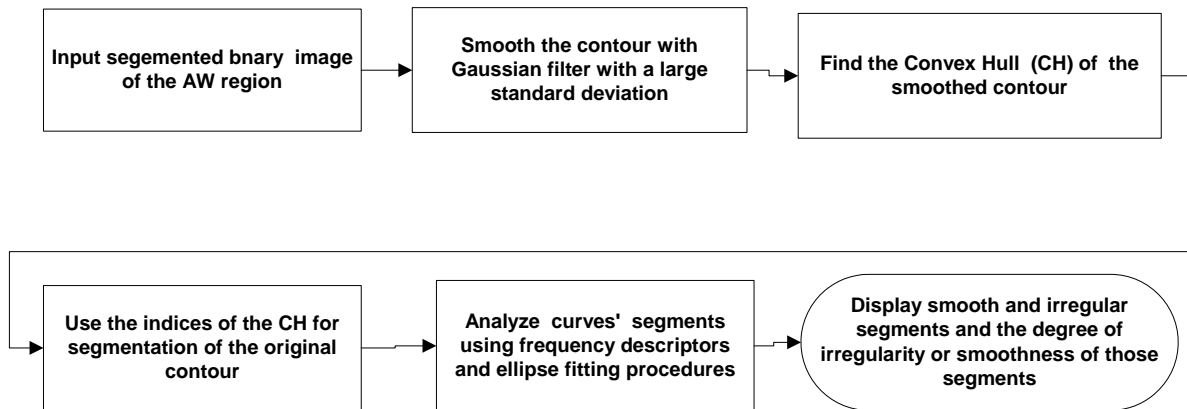 Input segemented bnary image
of the AW region
Smooth the contour with
Gaussian filter with a large
standard deviation
Find the Convex Hull (CH) of the
smoothed contour
Use the indices of the CH for
segmentation of the original
contour
Analyze curves' segments
using frequency descriptors
and ellipse fitting procedures
Display smooth and irregular
segments and the degree of
irregularity or smoothness of those
segments